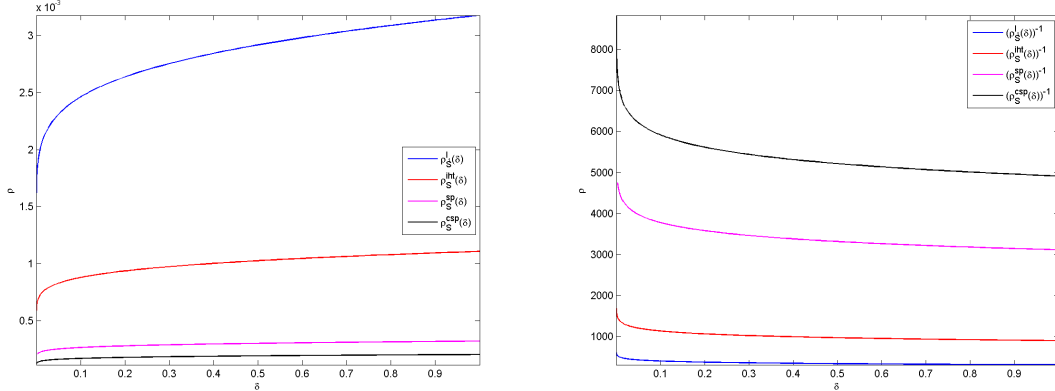 x 10⁻³
3
2.5
2
1.5
1
0.5
ρ
0.1 0.2 0.3 0.4 0.5 0.6 0.7 0.8 0.9
δ
ρ_S^l(δ)
ρ_S^iht(δ)
ρ_S^sp(δ)
ρ_S^csp(δ)
8000
7000
6000
5000
4000
3000
2000
1000
ρ
0.1 0.2 0.3 0.4 0.5 0.6 0.7 0.8 0.9
δ
(ρ_S^l(δ))⁻¹
(ρ_S^iht(δ))⁻¹
(ρ_S^sp(δ))⁻¹
(ρ_S^csp(δ))⁻¹